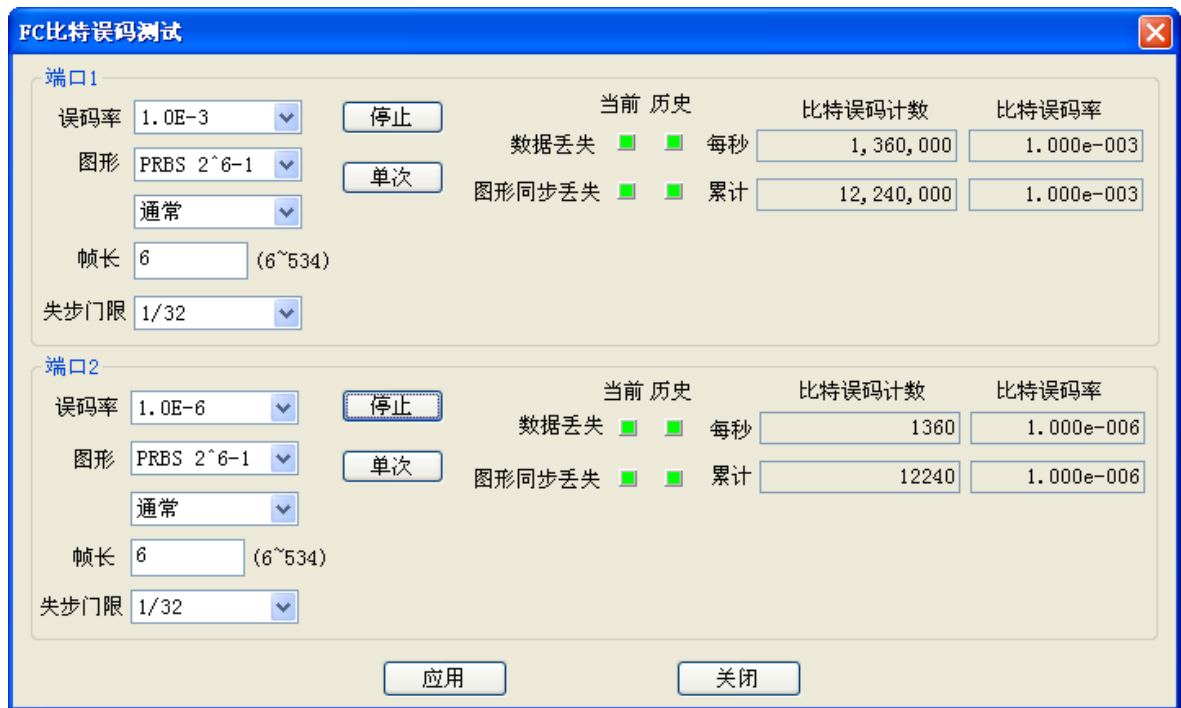 FC比特误码测试
端口1
当前 历史 比特误码计数 比特误码率
误码率 1.0E-3 停止
数据丢失 每秒 1,360,000 1.000e-003
图形 PRBS 2^6-1 单次
图形同步丢失 累计 12,240,000 1.000e-003
通常
帧长 6 (6~534)
失步门限 1/32
端口2
当前 历史 比特误码计数 比特误码率
误码率 1.0E-6 停止
数据丢失 每秒 1360 1.000e-006
图形 PRBS 2^6-1 单次
图形同步丢失 累计 12240 1.000e-006
通常
帧长 6 (6~534)
失步门限 1/32
应用 关闭